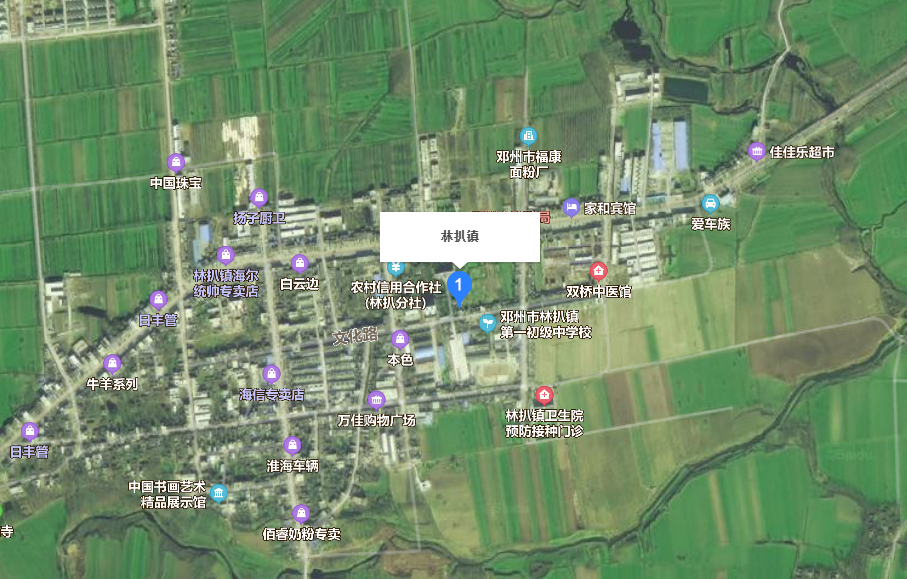 邓州市福康
面粉厂
佳佳乐超市
中国珠宝
扬子厨卫
家和宾馆
爱车族
局
林扒镇
林扒镇海尔
统帅专卖店
白云边
农村信用合作社
(林扒分社)
1
双桥中医馆
日丰管
邓州市林扒镇
第一初级中学校
文化路
本色
牛羊系列
海信专卖店
万佳购物广场
林扒镇卫生院
预防接种门诊
日丰管
淮海车辆
中国书画艺术
精品展示馆
佰睿奶粉专卖
寺